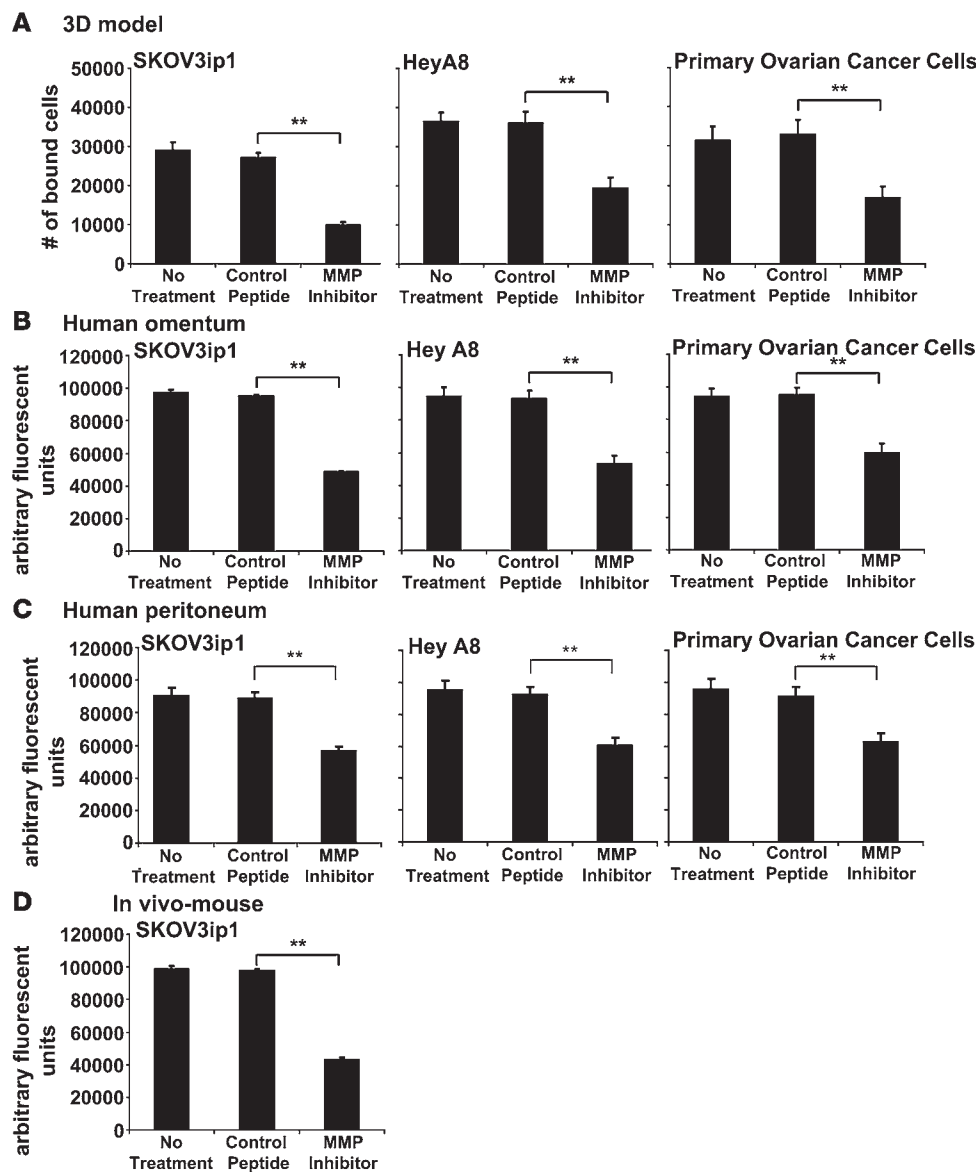 A 3D model
SKOV3ip1
HeyA8
Primary Ovarian Cancer Cells
# of bound cells
50000
40000
30000
20000
10000
0
**
**
**
No Treatment
Control Peptide
MMP Inhibitor
No Treatment
Control Peptide
MMP Inhibitor
No Treatment
Control Peptide
MMP Inhibitor
B Human omentum
SKOV3ip1
Hey A8
Primary Ovarian Cancer Cells
arbitrary fluorescent
units
120000
100000
80000
60000
40000
20000
0
**
**
**
No Treatment
Control Peptide
MMP Inhibitor
No Treatment
Control Peptide
MMP Inhibitor
No Treatment
Control Peptide
MMP Inhibitor
C Human peritoneum
SKOV3ip1
Hey A8
Primary Ovarian Cancer Cells
arbitrary fluorescent
units
120000
100000
80000
60000
40000
20000
0
**
**
**
No Treatment
Control Peptide
MMP Inhibitor
No Treatment
Control Peptide
MMP Inhibitor
No Treatment
Control Peptide
MMP Inhibitor
D In vivo-mouse
SKOV3ip1
arbitrary fluorescent
units
120000
100000
80000
60000
40000
20000
0
**
No Treatment
Control Peptide
MMP Inhibitor